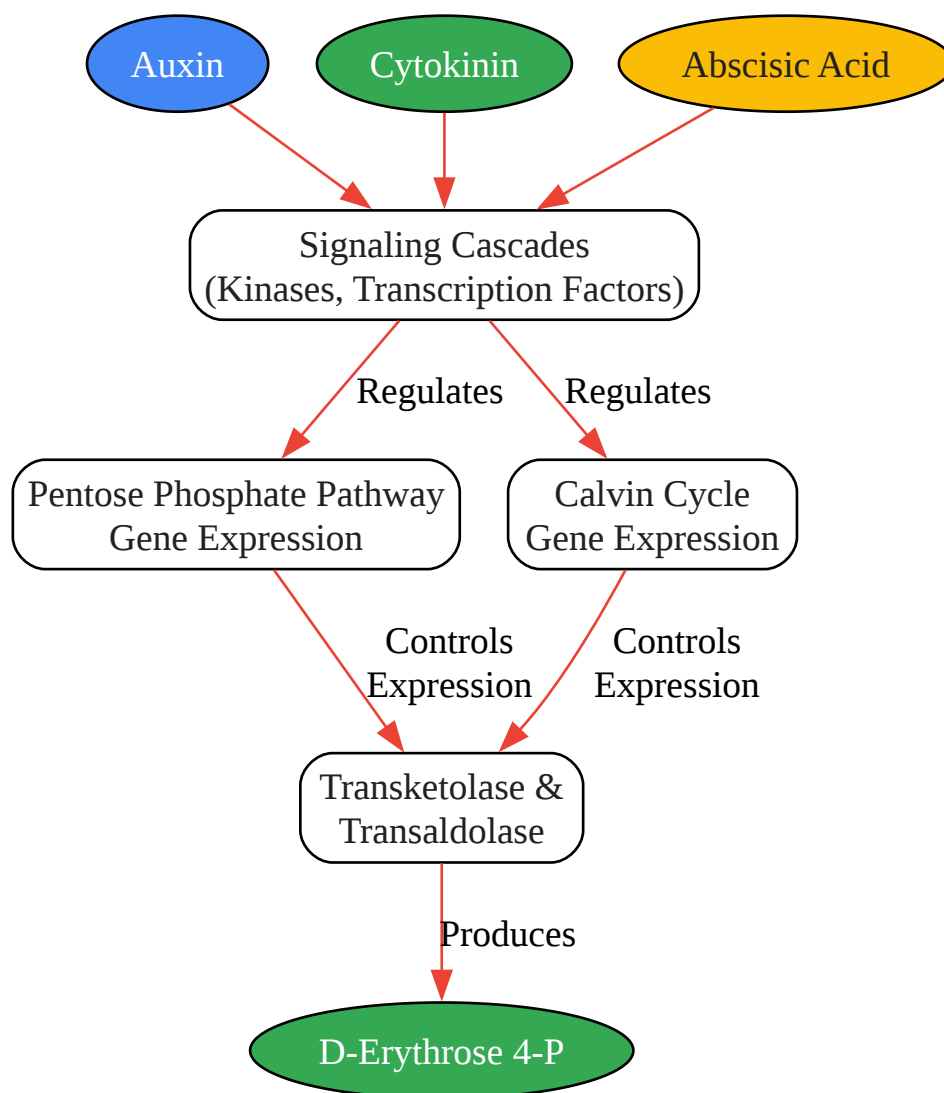 Auxin
Cytokinin
Abscisic Acid
Signaling Cascades
(Kinases, Transcription Factors)
Regulates
Regulates
Pentose Phosphate Pathway
Gene Expression
Calvin Cycle
Gene Expression
Controls
Expression
Controls
Expression
Transketolase &
Transaldolase
Produces
D-Erythrose 4-P